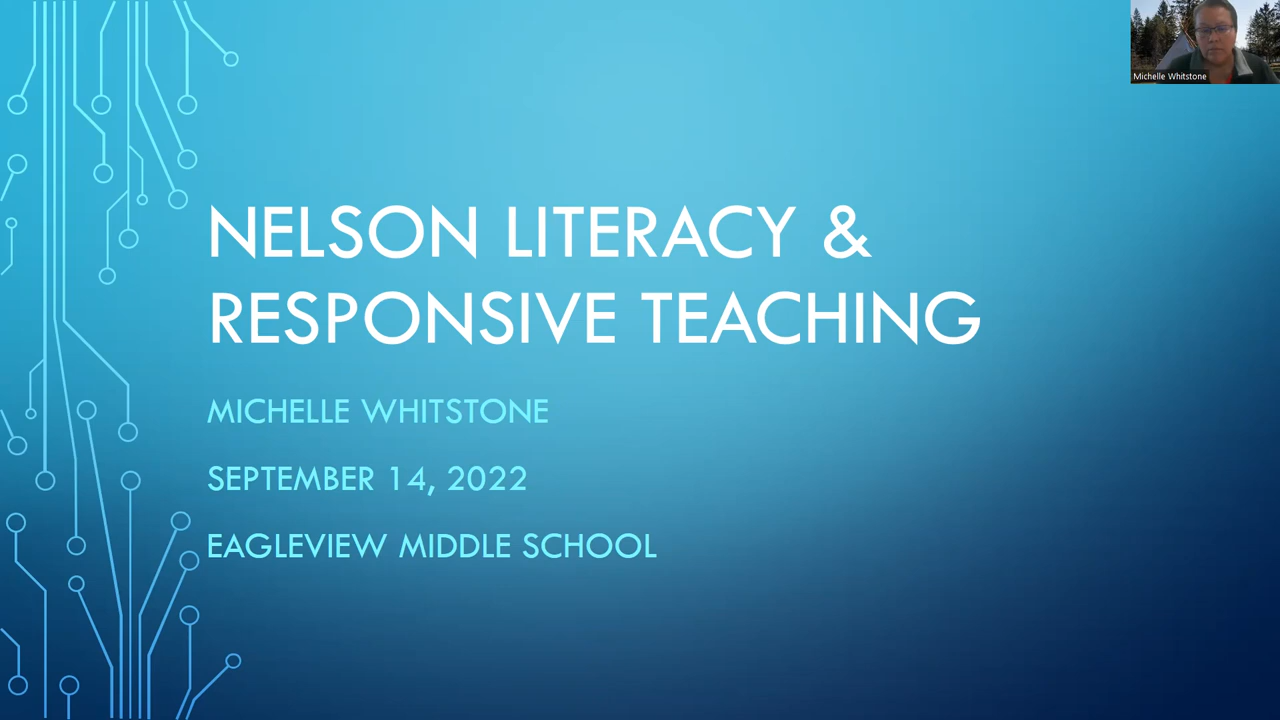 Michelle Whitstone
NELSON LITERACY &
RESPONSIVE TEACHING
MICHELLE WHITSTONE
SEPTEMBER 14, 2022
EAGLEVIEW MIDDLE SCHOOL